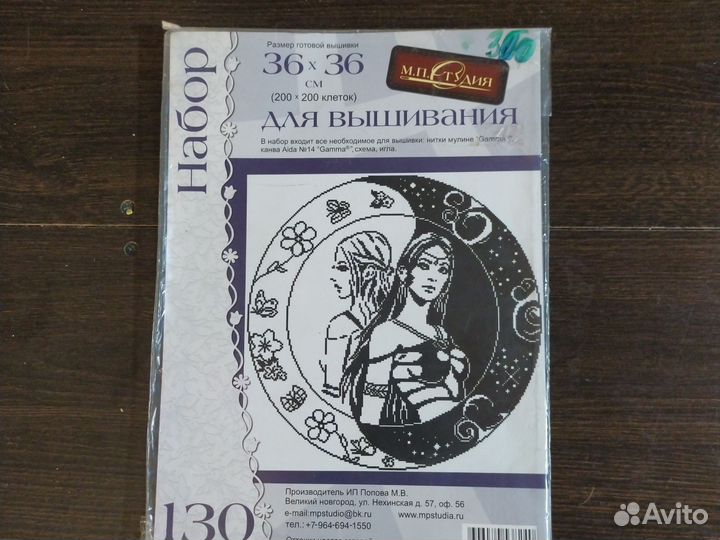 Набор
Размер готовой вышивки
36 x 36
см
(200 x 200 клеток)
360
М.П.СТУДИЯ
ДЛЯ ВЫШИВАНИЯ
В набор входит все необходимое для вышивки: нитки мулине "Gamma
канва Aida №14 "Gamma®",схема, игла.
130
Производитель ИП Попова М.В.
Великий новгород, ул. Нехинская д. 57, оф. 56
e-mail:mpstudio@bk.ru www.mpstudia.ru
тел.:+7-964-694-1550
Avito